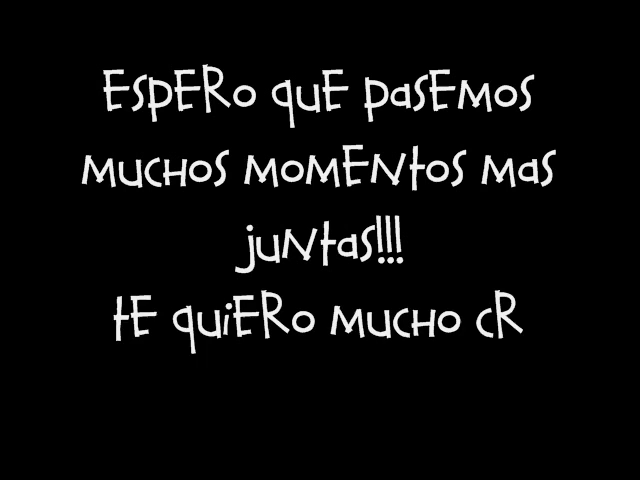 Espero que pasemos
muchos momentos mas
juntas!!!
te quiero mucho cr